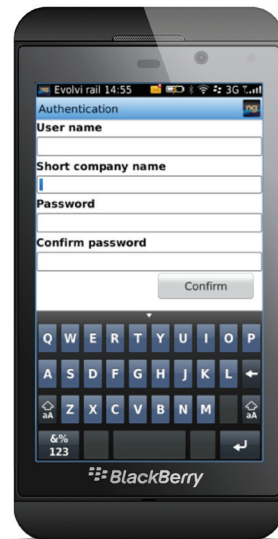 Evolvi rail 14:55 3G
Authentication
ng
User name
Short company name
Password
Confirm password
Confirm
Q W E R T Y U I O P
A S D F G H J K L
aA Z X C V B N M aA
&%
123
BlackBerry